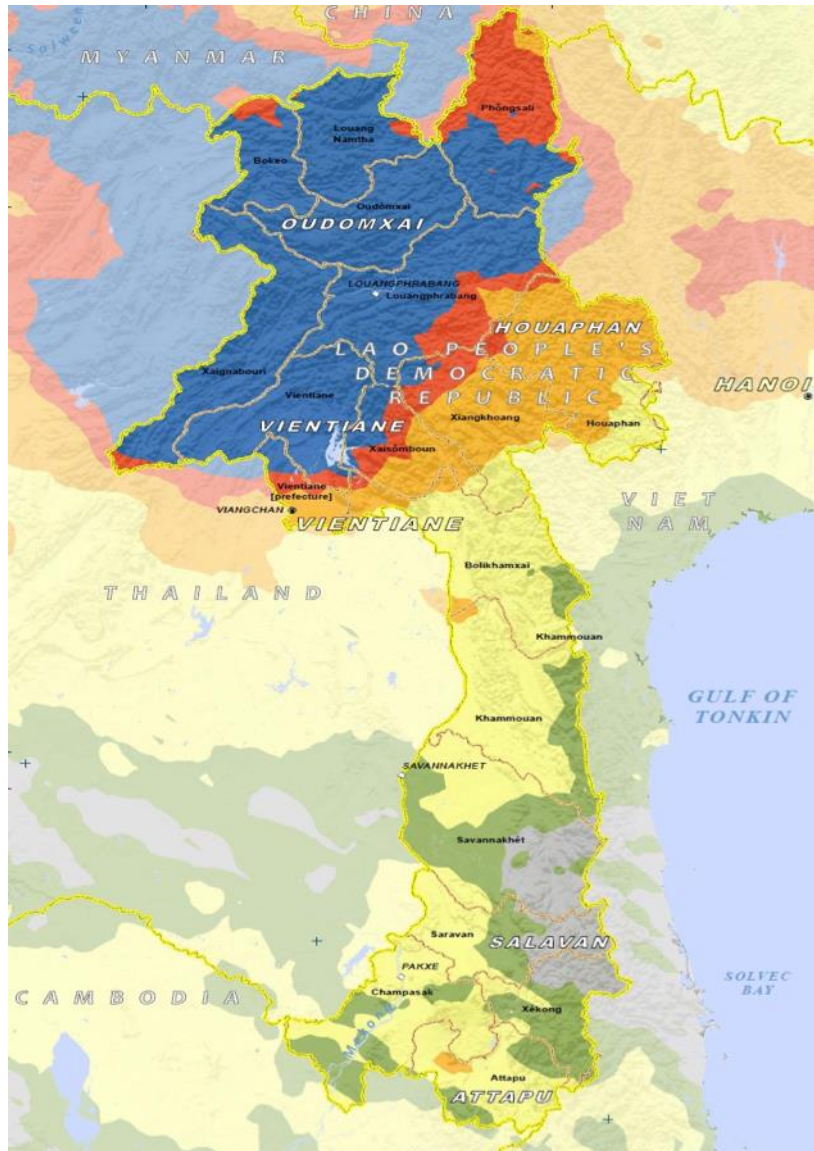 CHINA
Salween
MYANMAR
Phôngsali
Louang
Namtha
Bokeo
Oudômxai
OUDOMXAI
LOUANGPHRABANG
Louangphrabang
HOUAPHAN
LAO PEOPLE'S
DEMOCRATIC
REPUBLIC
HANOI
Xaignabouri
Vientiane
Xiangkhoang
Houaphan
VIENTIANE
Xaisômboun
Vientiane
[prefecture]
VIANGCHAN
VIENTIANE
VIET
NAM
Bolikhamxai
THAILAND
Khammouan
GULF OF
TONKIN
Khammouan
SAVANNAKHET
Savannakhét
Saravan
SALAVAN
PAKXE
SOLVEC
BAY
Champasak
CAMBODIA
Xékong
Mekong
Attapu
ATTAPU